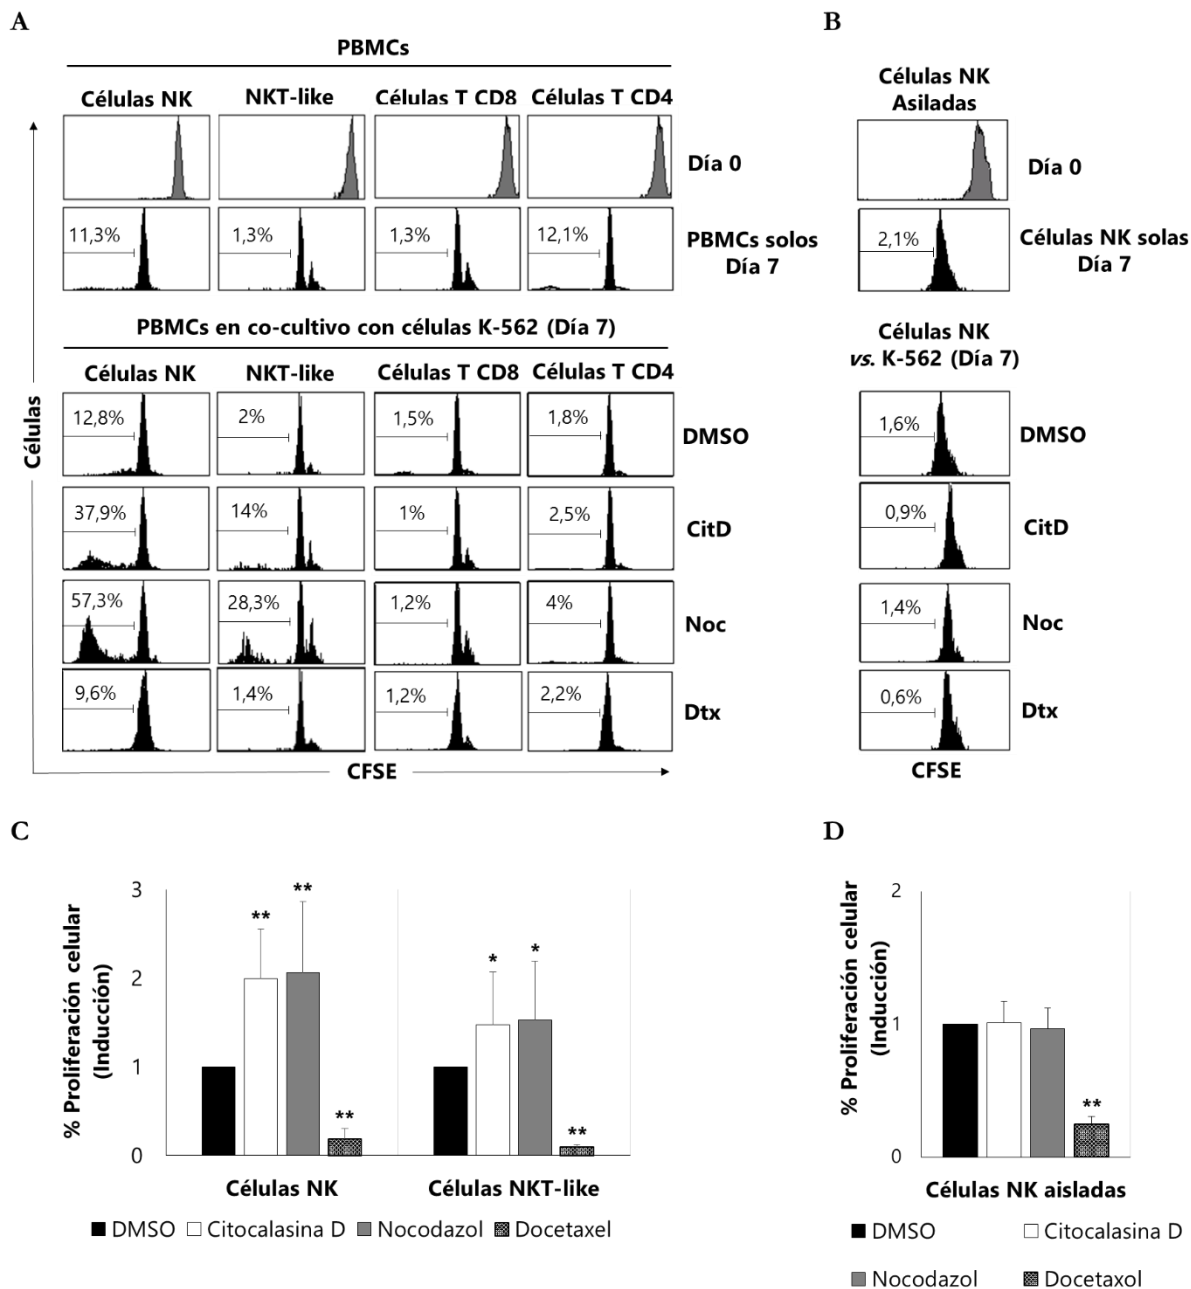 A
B
PBMCs
Células NK
Asiladas
Células NK
NKT-like
Células T CD8
Células T CD4
Día 0
Día 0
11,3%
1,3%
1,3%
12,1%
PBMCs solos
Día 7
2,1%
Células NK solas
Día 7
PBMCs en co-cultivo con células K-562 (Día 7)
Células NK
vs. K-562 (Día 7)
Células NK
NKT-like
Células T CD8
Células T CD4
Células
12,8%
2%
1,5%
1,8%
DMSO
1,6%
DMSO
37,9%
14%
1%
2,5%
CitD
0,9%
CitD
57,3%
28,3%
1,2%
4%
Noc
1,4%
Noc
9,6%
1,4%
1,2%
2,2%
Dtx
0,6%
Dtx
CFSE
CFSE
C
D
% Proliferación celular
(Inducción)
3
2
1
0
**
**
**
*
*
**
Células NK
Células NKT-like
DMSO
Citocalasina D
Nocodazol
Docetaxel
% Proliferación celular
(Inducción)
2
1
0
**
Células NK aisladas
DMSO
Citocalasina D
Nocodazol
Docetaxol